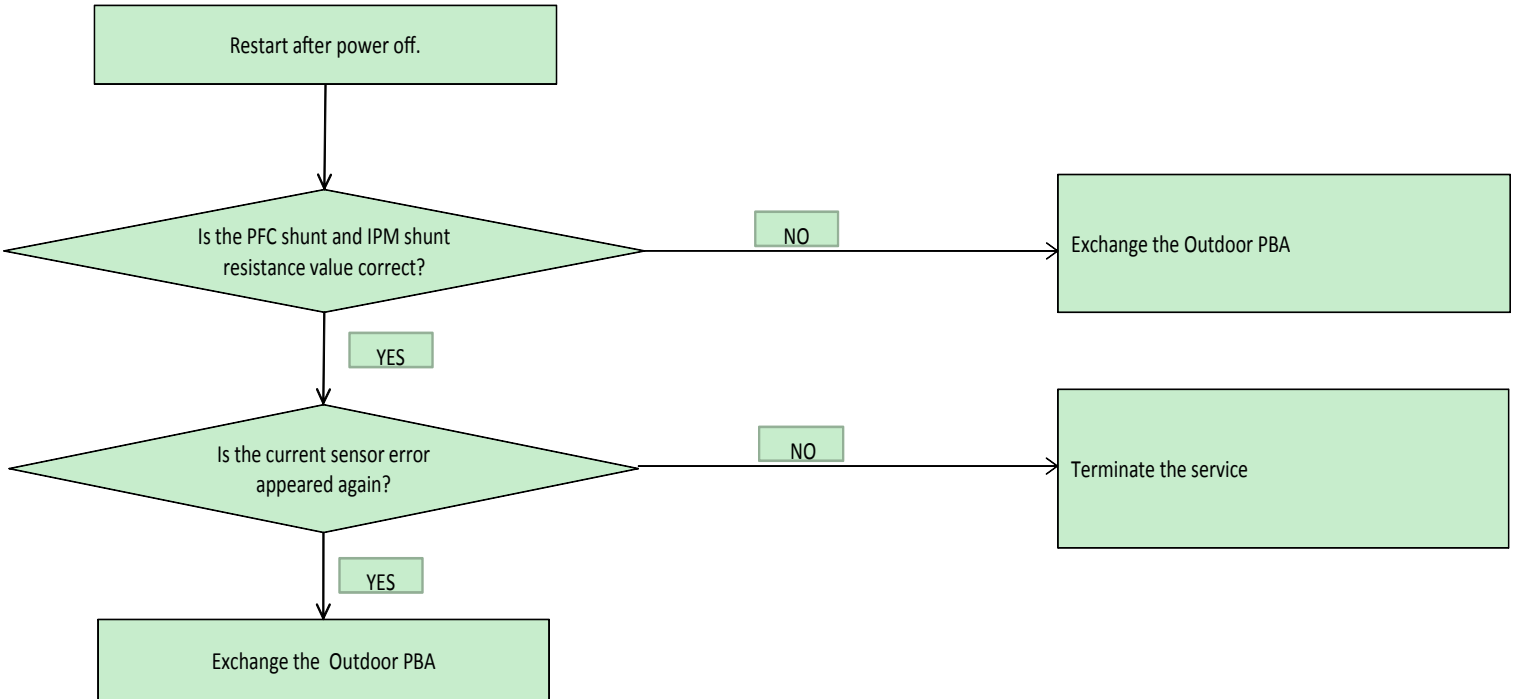 Restart after power off.
Is the PFC shunt and IPM shunt
resistance value correct?
NO
Exchange the Outdoor PBA
YES
Is the current sensor error
appeared again?
NO
Terminate the service
YES
Exchange the  Outdoor PBA